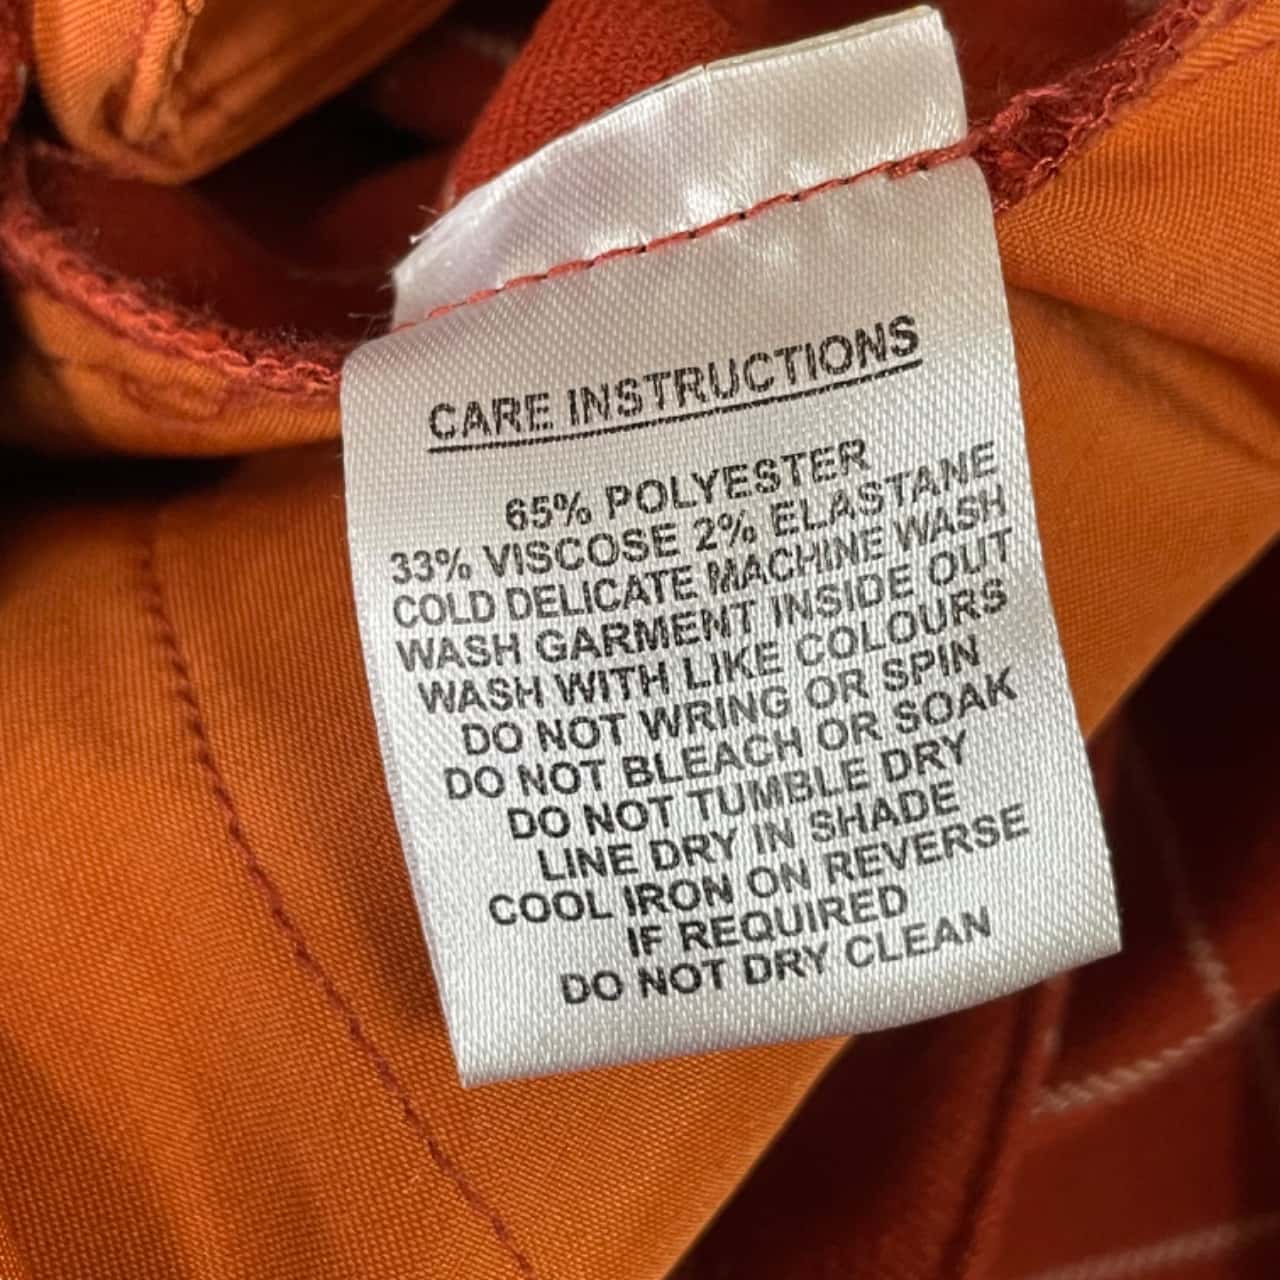 CARE INSTRUCTIONS
65% POLYESTER
33% VISCOSE 2% ELASTANE
COLD DELICATE MACHINE WASH
WASH GARMENT INSIDE OUT
WASH WITH LIKE COLOURS
DO NOT WRING OR SPIN
DO NOT BLEACH OR SOAK
DO NOT TUMBLE DRY
LINE DRY IN SHADE
COOL IRON ON REVERSE
IF REQUIRED
DO NOT DRY CLEAN